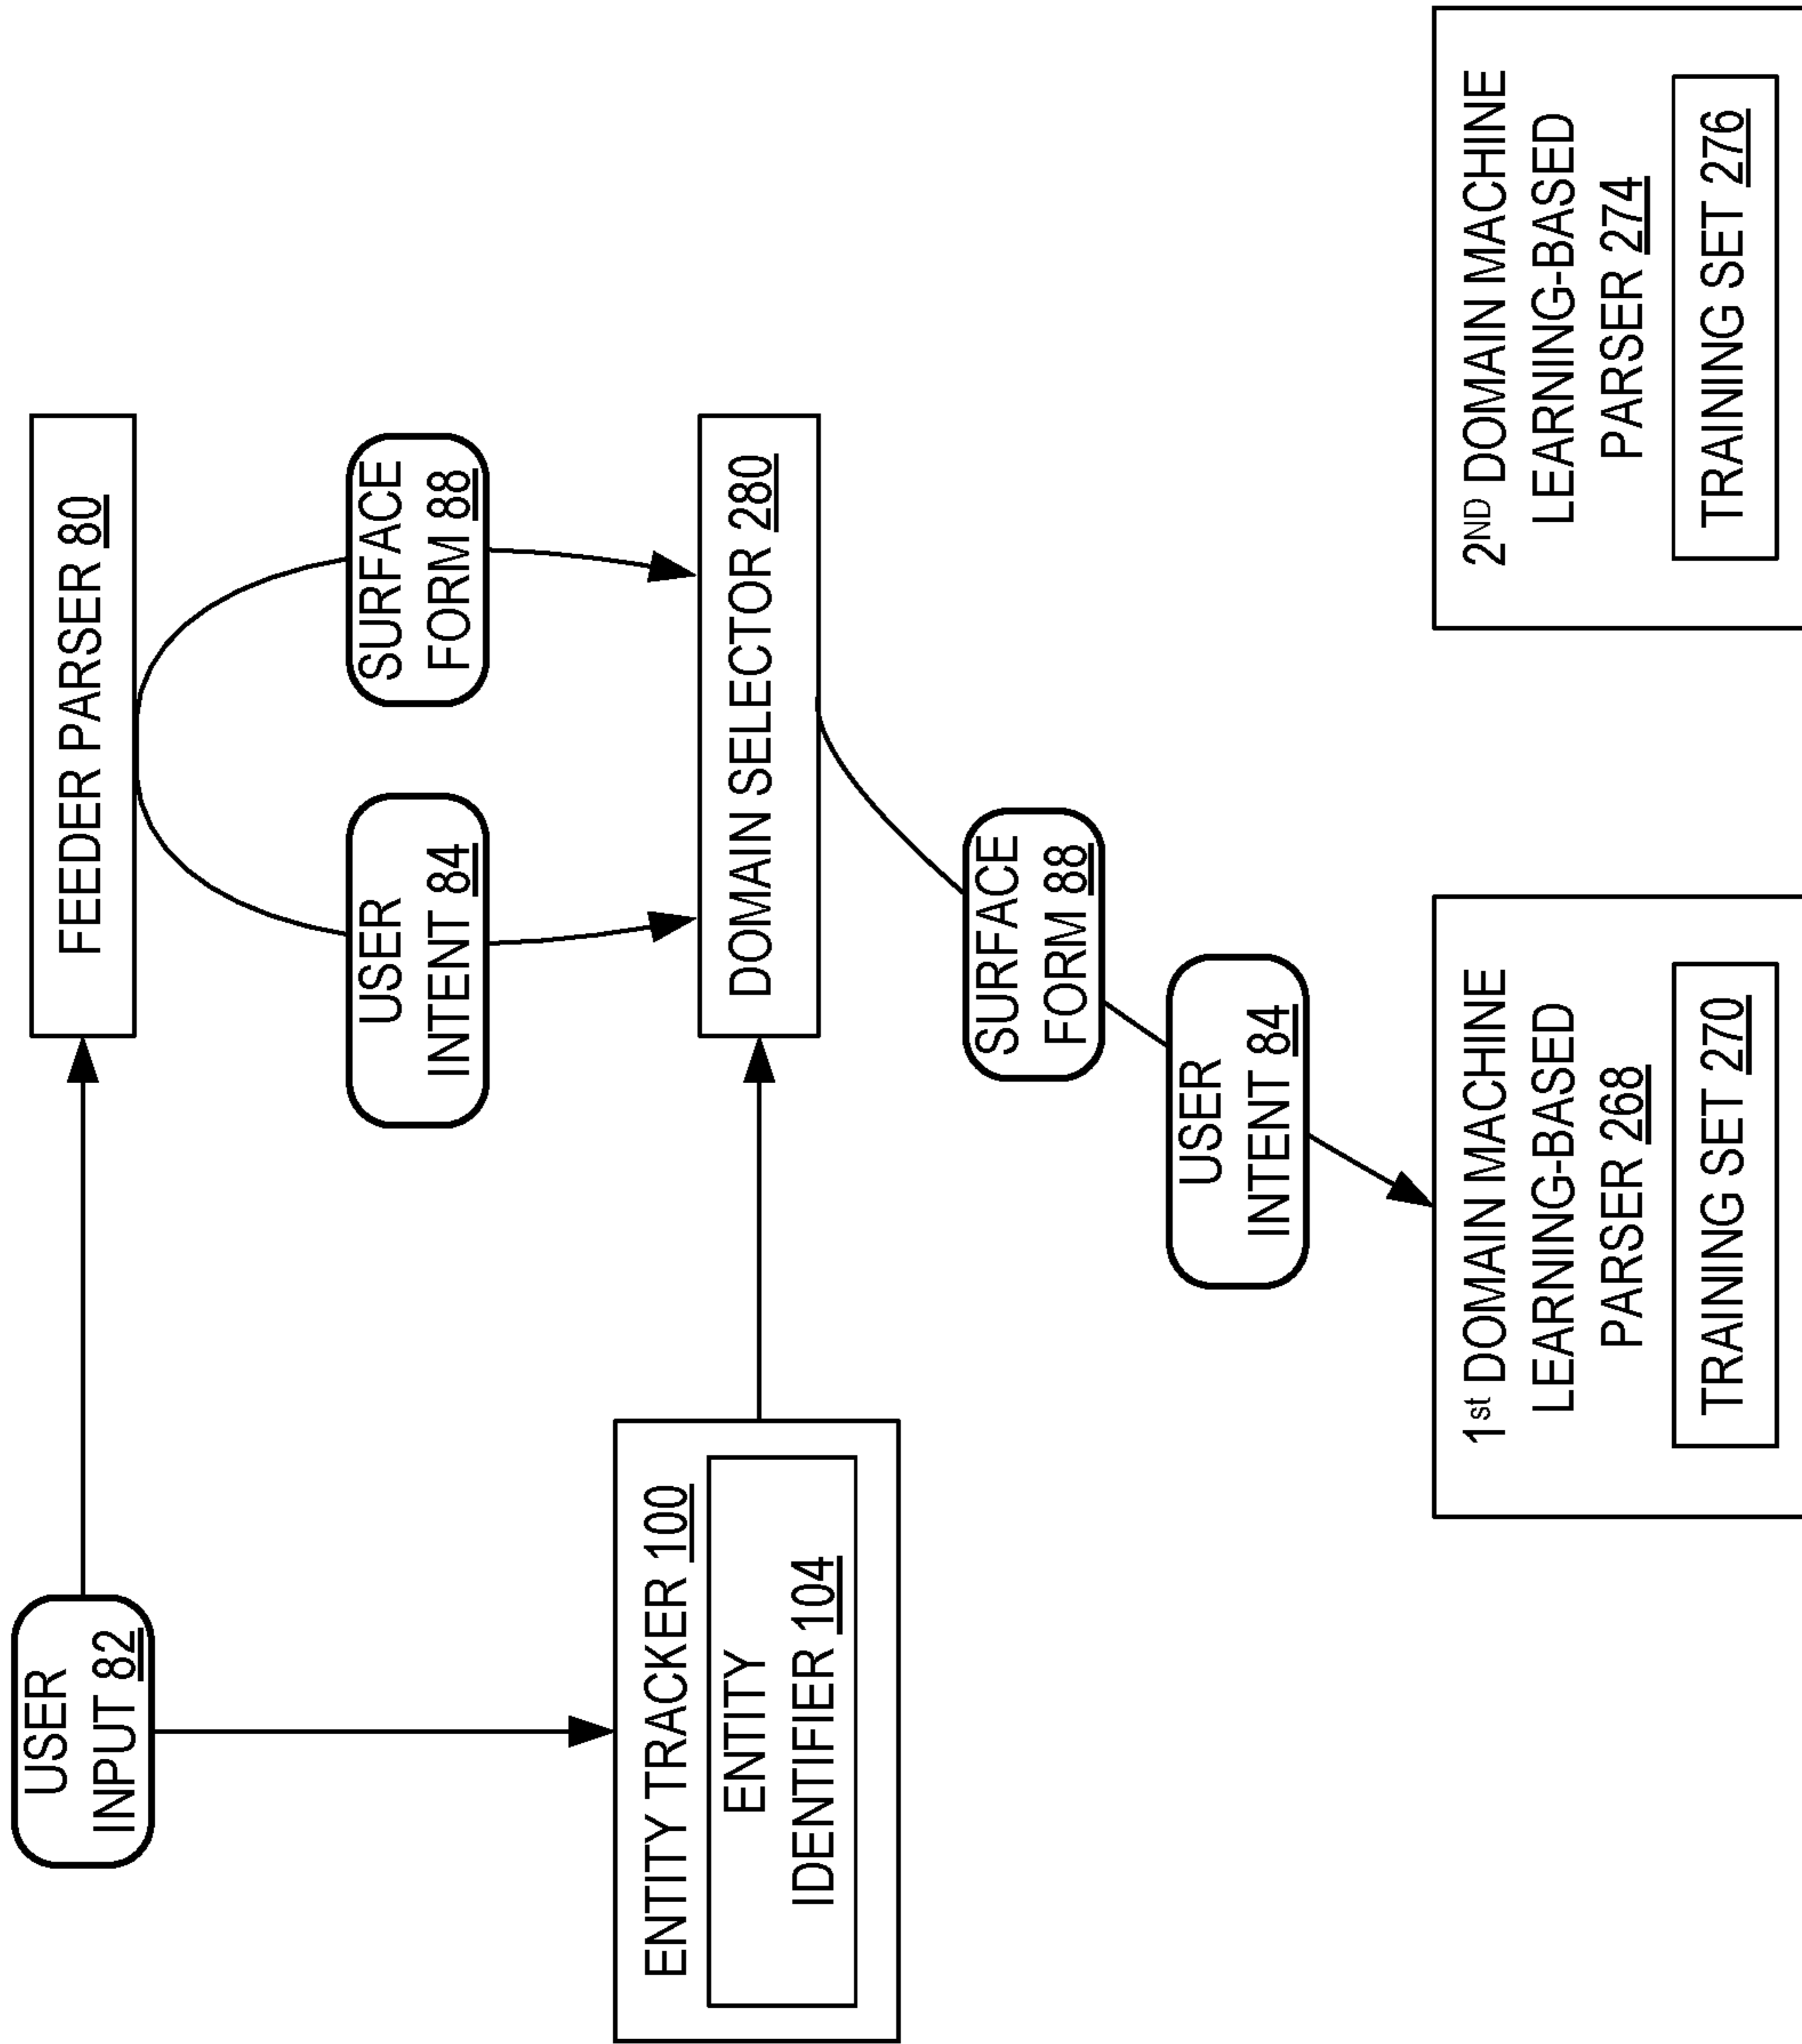 USER
INPUT 82
FEEDER PARSER 80
USER
INTENT 84
SURFACE
FORM 88
ENTITY TRACKER 100
ENTITY
IDENTIFIER 104
DOMAIN SELECTOR 280
SURFACE
FORM 88
USER
INTENT 84
1st DOMAIN MACHINE
LEARNING-BASED
PARSER 268
TRAINING SET 270
2ND DOMAIN MACHINE
LEARNING-BASED
PARSER 274
TRAINING SET 276